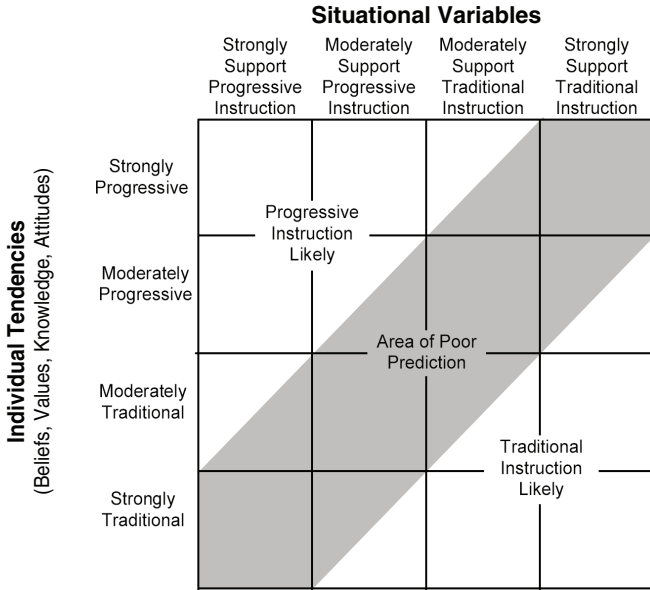 Situational Variables
Strongly
Support
Progressive
Instruction
Moderately
Support
Progressive
Instruction
Moderately
Support
Traditional
Instruction
Strongly
Support
Traditional
Instruction
Individual Tendencies
(Beliefs, Values, Knowledge, Attitudes)
Strongly
Progressive
Moderately
Progressive
Moderately
Traditional
Strongly
Traditional
Progressive
Instruction
Likely
Area of Poor
Prediction
Traditional
Instruction
Likely